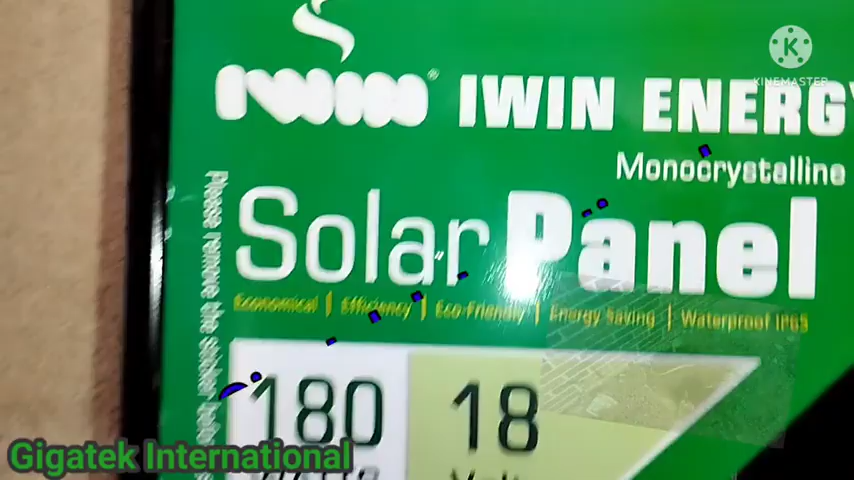 KINEMASTER
IWIN® IWIN ENERGY
Monocrystalline
Solar Panel
Economical | Efficiency | Eco-Friendly | Energy Saving | Waterproof IP65
Please remove the sticker
180 18
Gigatek International